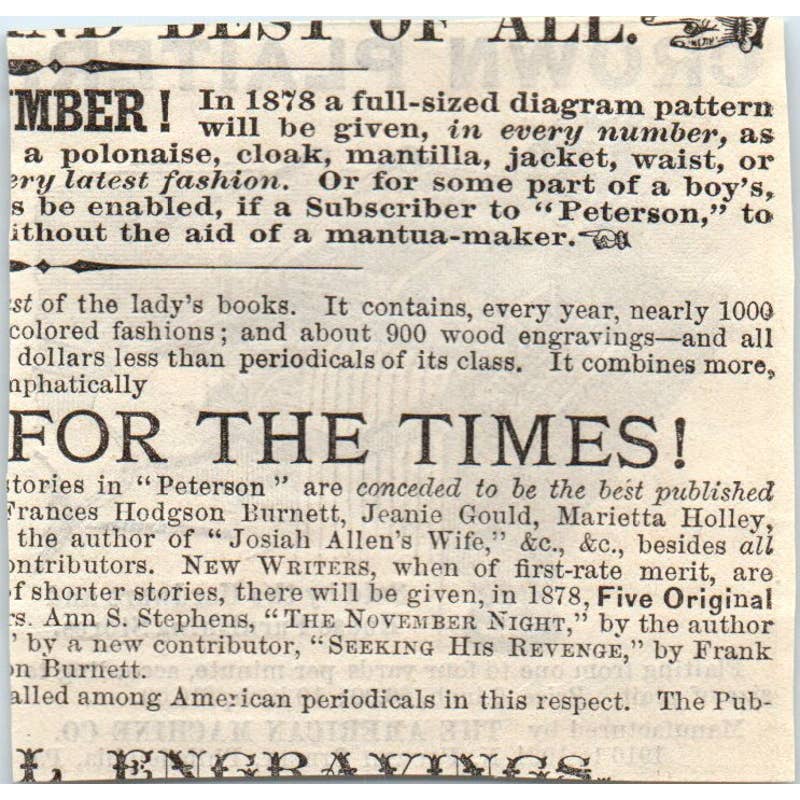 AND BEST OF ALL.
MBER! In 1878 a full-sized diagram pattern
will be given, in every number, as
a polonaise, cloak, mantilla, jacket, waist, or
ery latest fashion. Or for some part of a boy's,
s be enabled, if a Subscriber to "Peterson," to
ithout the aid of a mantua-maker.
st of the lady's books. It contains, every year, nearly 1000
colored fashions; and about 900 wood engravings—and all
dollars less than periodicals of its class. It combines more,
mphatically
FOR THE TIMES!
stories in "Peterson" are conceded to be the best published
Frances Hodgson Burnett, Jeanie Gould, Marietta Holley,
the author of "Josiah Allen's Wife," &c., &c., besides all
ontributors. NEW WRITERS, when of first-rate merit, are
f shorter stories, there will be given, in 1878, Five Original
rs. Ann S. Stephens, "THE NOVEMBER NIGHT," by the author
' by a new contributor, "SEEKING HIS REVENGE," by Frank
on Burnett.
alled among American periodicals in this respect. The Pub-
L ENGRAVINGS.